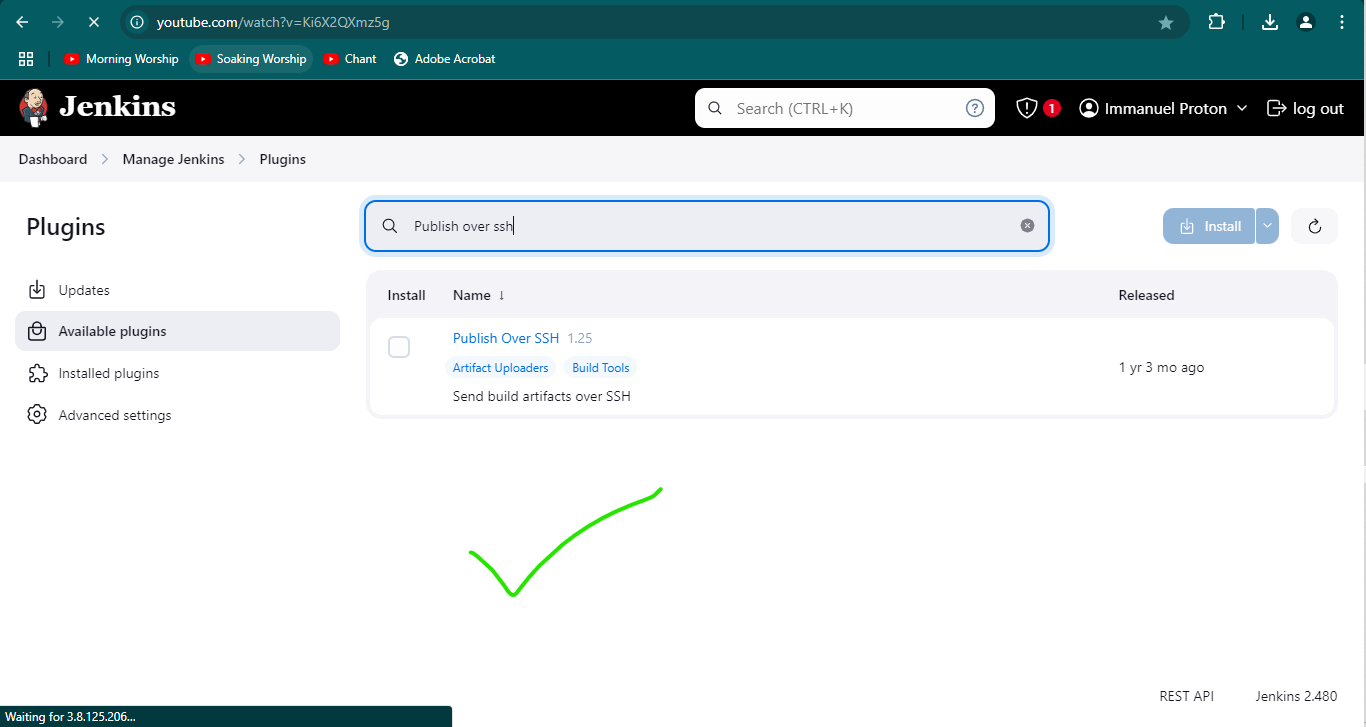 youtube.com/watch?v=Ki6X2QXmz5g
Morning Worship Soaking Worship Chant Adobe Acrobat
Jenkins Search (CTRL+K) ? 1 Immanuel Proton log out
Dashboard Manage Jenkins Plugins
Plugins
Publish over ssh
Install
Updates
Available plugins
Installed plugins
Advanced settings
Install Name ↓ Released
Publish Over SSH 1.25
Artifact Uploaders Build Tools
1 yr 3 mo ago
Send build artifacts over SSH
REST API Jenkins 2.480
Waiting for 3.8.125.206...